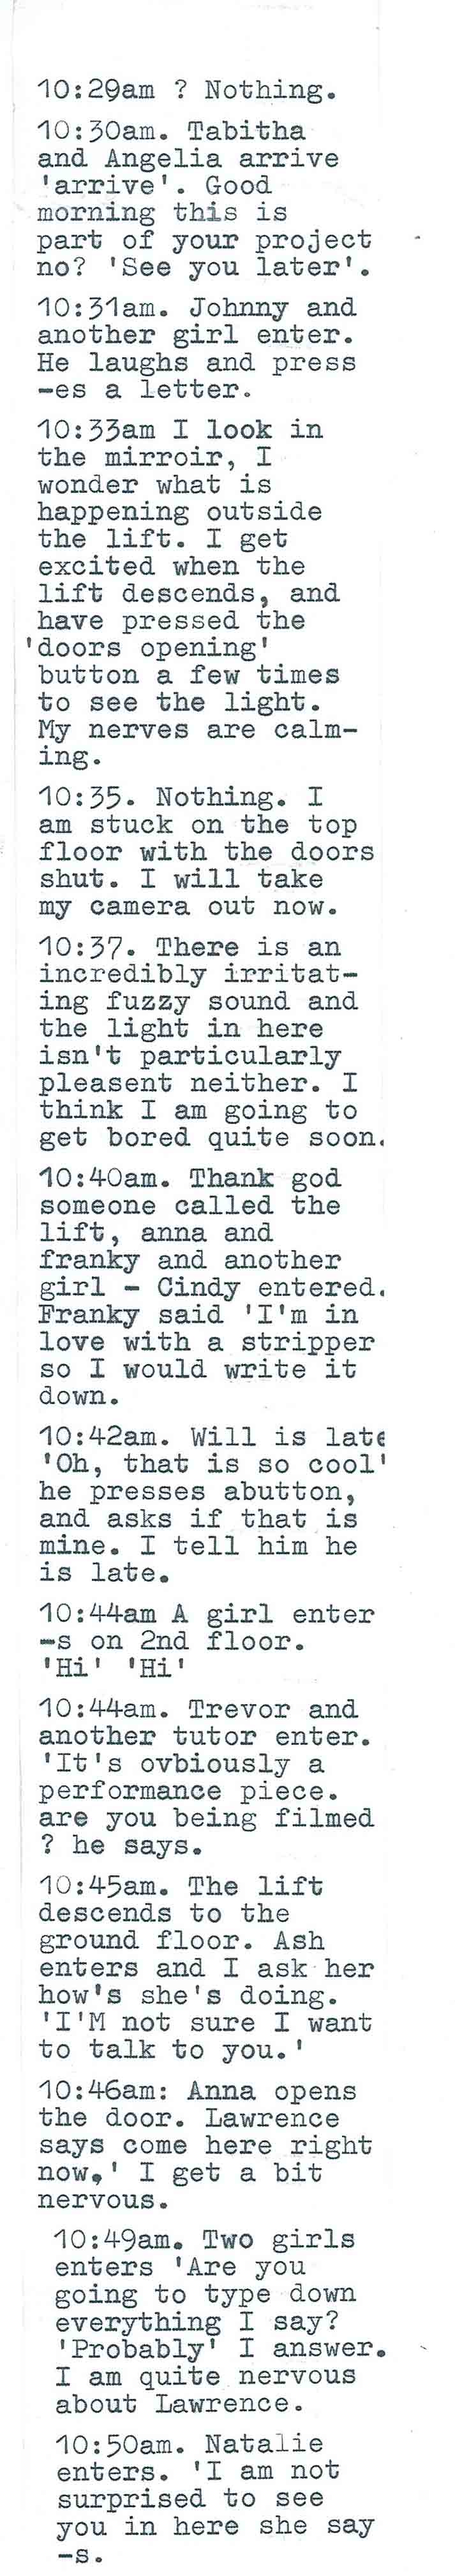 10:29am ? Nothing.
10:30am. Tabitha
and Angelia arrive
'arrive'. Good
morning this is
part of your project
no? 'See you later'.
10:31am. Johnny and
another girl enter.
He laughs and press
-es a letter.
10:33am I look in
the mirroir, I
wonder what is
happening outside
the lift. I get
excited when the
lift descends, and
have pressed the
'doors opening'
button a few times
to see the light.
My nerves are calm-
ing.
10:35. Nothing. I
am stuck on the top
floor with the doors
shut. I will take
my camera out now.
10:37. There is an
incredibly irritat-
ing fuzzy sound and
the light in here
isn't particularly
pleasent neither. I
think I am going to
get bored quite soon.
10:40am. Thank god
someone called the
lift, anna and
franky and another
girl - Cindy entered.
Franky said 'I'm in
love with a stripper
so I would write it
down.
10:42am. Will is late
'Oh, that is so cool'
he presses abutton,
and asks if that is
mine. I tell him he
is late.
10:44am A girl enter
-s on 2nd floor.
'Hi' 'Hi'
10:44am. Trevor and
another tutor enter.
'It's ovbiously a
performance piece.
are you being filmed
? he says.
10:45am. The lift
descends to the
ground floor. Ash
enters and I ask her
how's she's doing.
'I'M not sure I want
to talk to you.'
10:46am: Anna opens
the door. Lawrence
says come here right
now,' I get a bit
nervous.
10:49am. Two girls
enters 'Are you
going to type down
everything I say?
'Probably' I answer.
I am quite nervous
about Lawrence.
10:50am. Natalie
enters. 'I am not
surprised to see
you in here she say
-s.